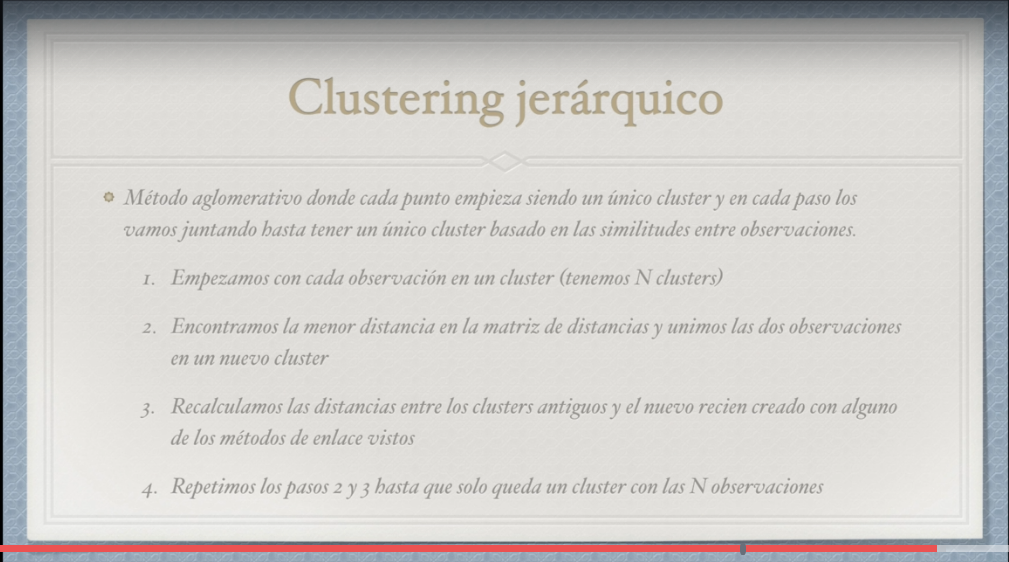 Clustering jerárquico
Método aglomerativo donde cada punto empieza siendo un único cluster y en cada paso los
vamos juntando hasta tener un único cluster basado en las similitudes entre observaciones.
1. Empezamos con cada observación en un cluster (tenemos N clusters)
2. Encontramos la menor distancia en la matriz de distancias y unimos las dos observaciones
en un nuevo cluster
3. Recalculamos las distancias entre los clusters antiguos y el nuevo recien creado con alguno
de los métodos de enlace vistos
4. Repetimos los pasos 2 y 3 hasta que solo queda un cluster con las N observaciones